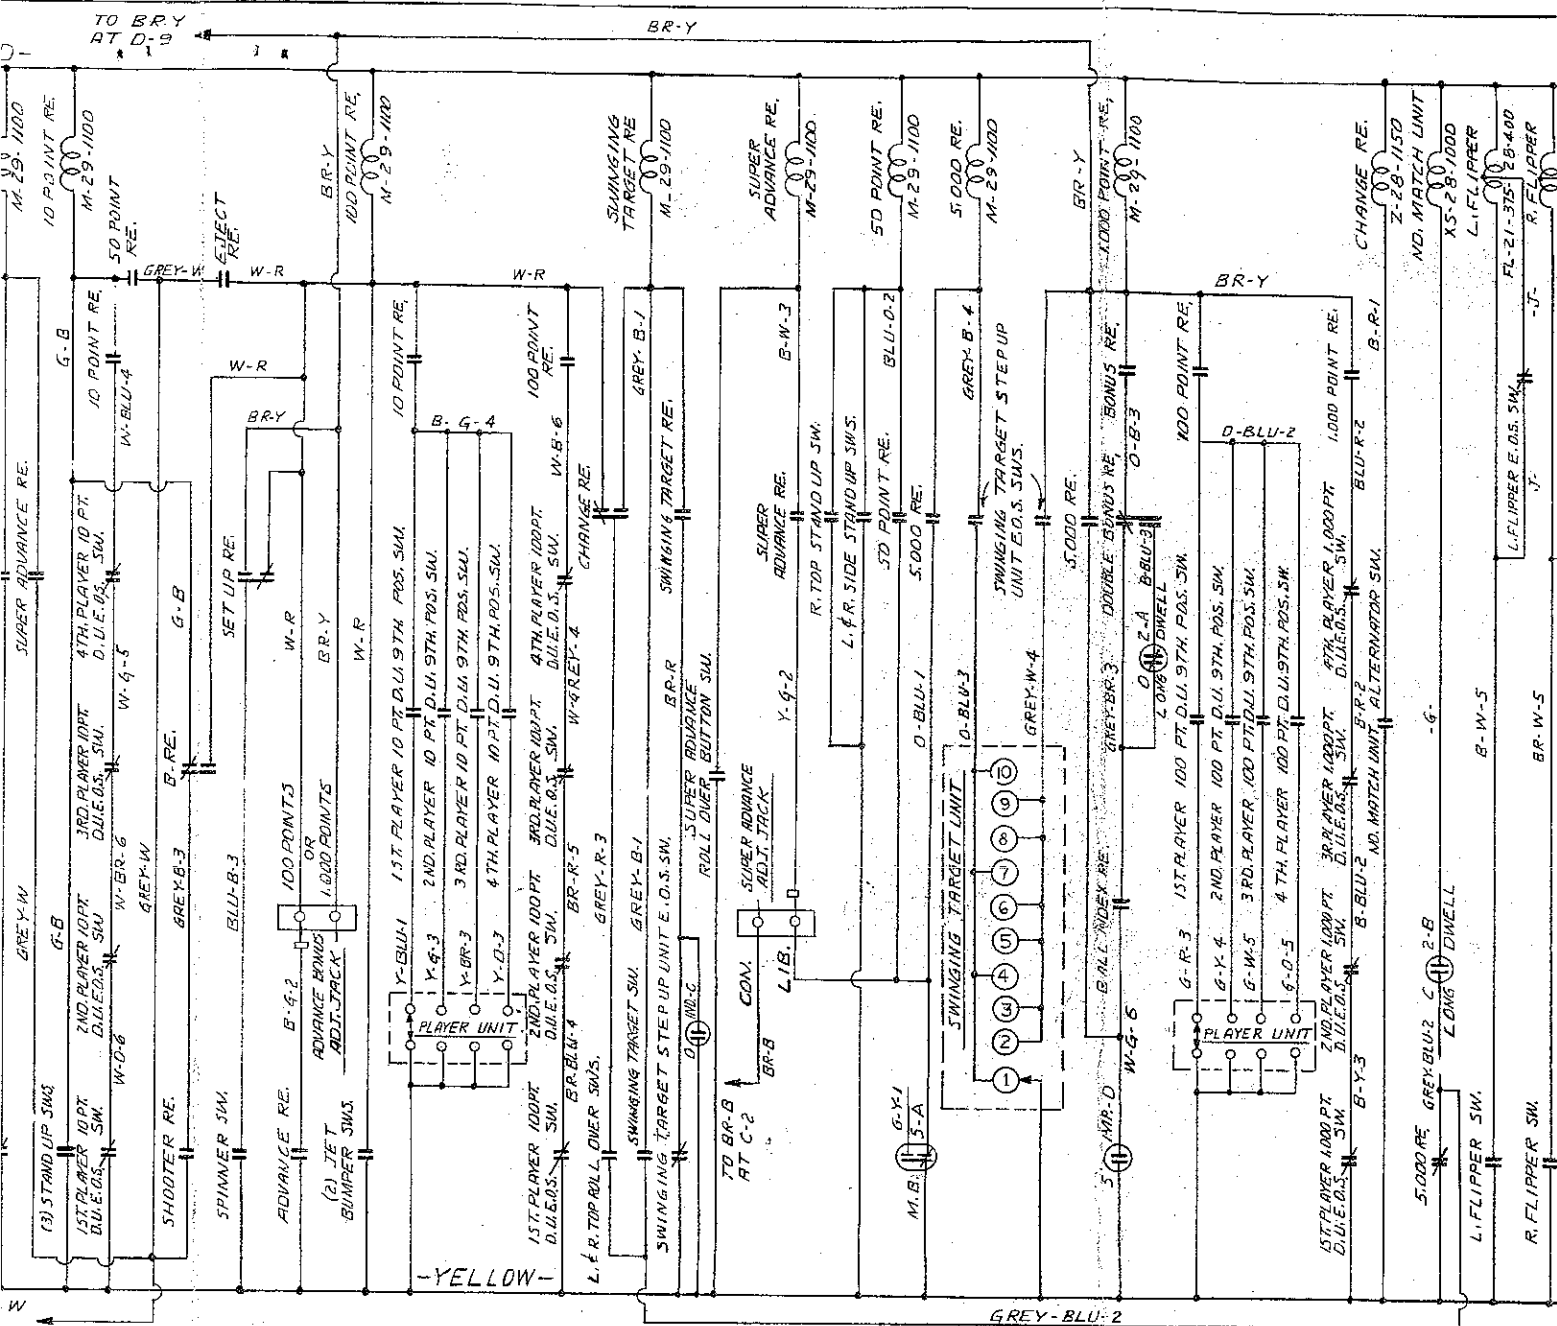 TO BR-Y
AT D-9
BR-Y
M-29-1100
10 POINT RE.
M-29-1100
50 POINT
RE.
GREY-W
EJECT
RE.
W-R
BR-Y
100 POINT RE,
M-29-1100
SWINGING
TARGET RE
M-29-1100
SUPER
ADVANCE RE.
M-29-1100
50 POINT RE.
M-29-1100
5,000 RE.
M-29-1100
BR-Y
1,000 POINT RE,
M-29-1100
CHANGE RE.
Z-28-1150
NO. MATCH UNIT
XS-28-1000
L. FLIPPER
FL-21-375/28-400
R. FLIPPER
G-B
10 POINT RE,
W-BLU-4
W-R
BR-Y
W-R
10 POINT RE,
B-G-4
100 POINT
RE.
W-B-6
CHANGE RE.
GREY-B-1
SWINGING TARGET RE.
B-W-3
BLU-O-2
GREY-B-4
SWINGING TARGET STEP UP
UNIT E.O.S. SWS.
BONUS RE,
O-B-3
DOUBLE BONUS RE,
B-BLU-3
O 2-A
LONG DWELL
BR-Y
100 POINT RE,
O-BLU-2
1,000 POINT RE.
BLU-R-2
B-R-1
L. FLIPPER E.O.S. SW.
-J-
J-
SUPER ADVANCE RE.
4TH. PLAYER 10 PT.
D.U.E.O.S. SW.
W-G-5
G-B
SET UP RE.
W-R
BR-Y
W-R
1ST. PLAYER 10 PT. D.U. 9TH. POS. SW.
2ND. PLAYER 10 PT. D.U. 9TH. POS. SW.
3RD. PLAYER 10 PT. D.U. 9TH. POS. SW.
4TH. PLAYER 10 PT. D.U. 9TH. POS. SW.
4TH. PLAYER 100 PT.
D.U.E.O.S. SW.
W-GREY-4
BR-R
SUPER
ADVANCE RE.
R. TOP STAND UP SW.
L. & R. SIDE STAND UP SWS.
50 POINT RE.
5,000 RE.
5,000 RE.
Y-G-2
O-BLU-1
O-BLU-3
GREY-W-4
GREY-BR-3
1ST. PLAYER 100 PT. D.U. 9TH. POS. SW.
2ND. PLAYER 100 PT. D.U. 9TH. POS. SW.
3RD. PLAYER 100 PT. D.U. 9TH. POS. SW.
4TH. PLAYER 100 PT. D.U. 9TH. POS. SW.
4TH. PLAYER 1,000 PT.
D.U.E.O.S. SW.
B-R-2
NO. MATCH UNIT ALTERNATOR SW.
-G-
B-W-5
BR-W-5
GREY-W
G-B
3RD. PLAYER 10 PT.
D.U.E.O.S. SW.
W-BR-6
2ND. PLAYER 10 PT.
D.U.E.O.S. SW
W-O-6
GREY-W
B-RE.
GREY-B-3
BLU-B-3
100 POINTS
OR
1,000 POINTS
B-G-2
ADVANCE BONUS
ADJ. JACK
Y-BLU-1
Y-G-3
Y-BR-3
Y-O-3
PLAYER UNIT
3RD. PLAYER 100 PT.
D.U.E.O.S. SW.
BR-R-5
2ND. PLAYER 100 PT.
D.U.E.O.S. SW.
BR-BLU-4
GREY-R-3
GREY-B-1
SUPER ADVANCE
ROLL OVER BUTTON SW.
SUPER ADVANCE
ADJ. JACK
CON.
LIB.
O IND-C
BR-B
TO BR-B
AT C-2
SWINGING TARGET UNIT
10
9
8
7
6
5
4
3
2
1
BALL INDEX RE.
W-G-6
G-R-3
G-Y-4
G-W-5
G-O-5
PLAYER UNIT
3RD. PLAYER 1,000 PT.
D.U.E.O.S. SW.
B-BLU-2
2ND. PLAYER 1,000 PT.
D.U.E.O.S. SW.
B-Y-3
GREY-BLU-2
C 2-B
LONG DWELL
(3) STAND UP SWS.
1ST. PLAYER 10 PT.
D.U.E.O.S. SW.
SHOOTER RE.
SPINNER SW.
ADVANCE RE.
(2) JET
BUMPER SWS.
1ST. PLAYER 100 PT.
D.U.E.O.S. SW.
L. & R. TOP ROLL OVER SWS.
SWINGING TARGET SW.
SWINGING TARGET STEP UP UNIT E.O.S. SW.
M.B.
G-Y-1
5-A
5
1ST. PLAYER 1,000 PT.
D.U.E.O.S. SW.
5,000 RE,
L. FLIPPER SW.
R. FLIPPER SW.
-YELLOW-
W
GREY-BLU-2